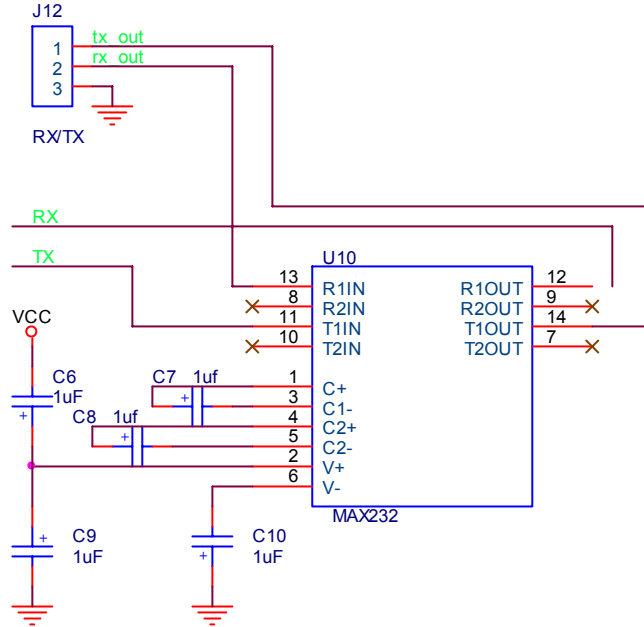 J12
tx_out
1
rx_out
2
3
RX/TX
RX
TX
U10
13 R1IN R1OUT 12
8 R2IN R2OUT 9
11 T1IN T1OUT 14
10 T2IN T2OUT 7
VCC
C6
1uF
+
C7 1uf
+
C8 1uf
+
1 C+
3 C1-
4 C2+
5 C2-
2 V+
6 V-
MAX232
C9
+
1uF
C10
1uF
+